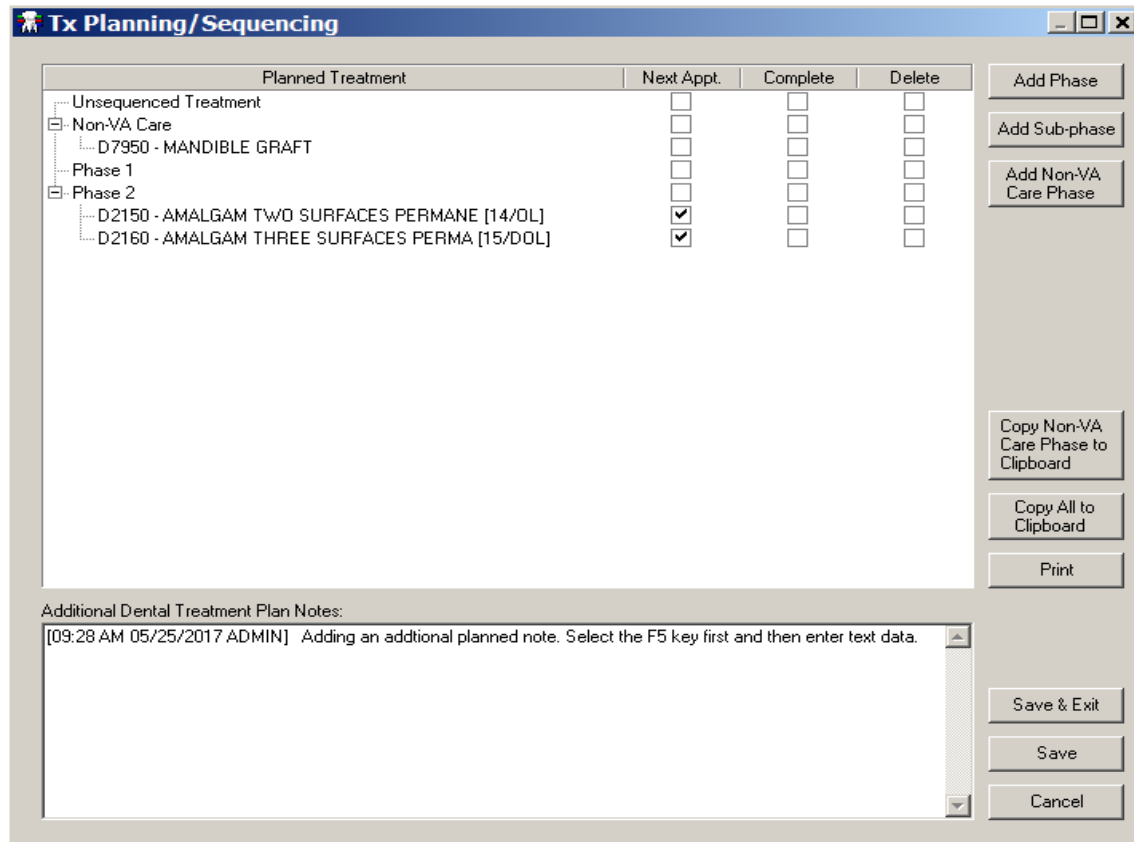 Tx Planning/Sequencing
Planned Treatment Next Appt. Complete Delete
Unsequenced Treatment
Non-VA Care
D7950 - MANDIBLE GRAFT
Phase 1
Phase 2
D2150 - AMALGAM TWO SURFACES PERMANE [14/OL]
D2160 - AMALGAM THREE SURFACES PERMA [15/DOL]
Add Phase
Add Sub-phase
Add Non-VA
Care Phase
Copy Non-VA
Care Phase to
Clipboard
Copy All to
Clipboard
Print
Additional Dental Treatment Plan Notes:
[09:28 AM 05/25/2017 ADMIN] Adding an addtional planned note. Select the F5 key first and then enter text data.
Save & Exit
Save
Cancel